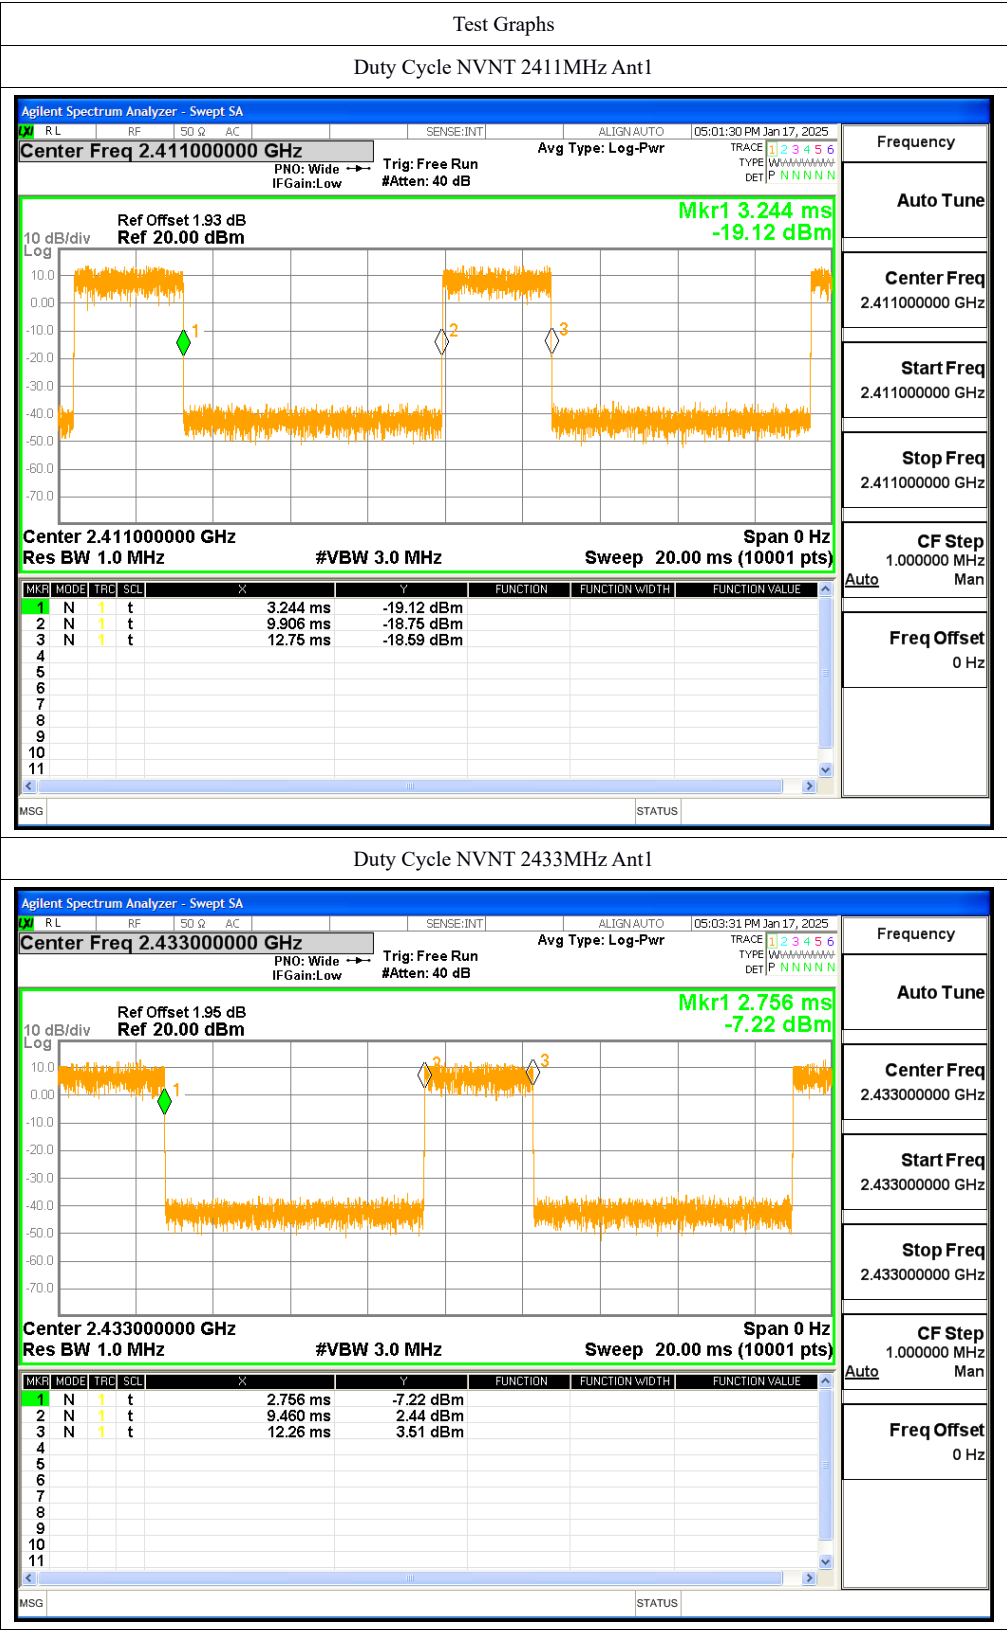 Test Graphs
Duty Cycle NVNT 2411MHz Ant1
Agilent Spectrum Analyzer - Swept SA
LXI RL RF 50 Ω AC SENSE:INT ALIGN AUTO 05:01:30 PM Jan 17, 2025
Center Freq 2.411000000 GHz
PNO: Wide
IFGain:Low
Trig: Free Run
#Atten: 40 dB
Avg Type: Log-Pwr
TRACE 1 2 3 4 5 6
TYPE W
DET P N N N N N
Ref Offset 1.93 dB
10 dB/div Ref 20.00 dBm
Log
Mkr1 3.244 ms
-19.12 dBm
10.0
0.00
-10.0
-20.0
-30.0
-40.0
-50.0
-60.0
-70.0
1
2
3
Center 2.411000000 GHz Span 0 Hz
Res BW 1.0 MHz #VBW 3.0 MHz Sweep 20.00 ms (10001 pts)
MKR MODE TRC SCL X Y FUNCTION FUNCTION WIDTH FUNCTION VALUE
1 N 1 t 3.244 ms -19.12 dBm
2 N 1 t 9.906 ms -18.75 dBm
3 N 1 t 12.75 ms -18.59 dBm
4
5
6
7
8
9
10
11
MSG STATUS
Frequency
Auto Tune
Center Freq
2.411000000 GHz
Start Freq
2.411000000 GHz
Stop Freq
2.411000000 GHz
CF Step
1.000000 MHz
Auto Man
Freq Offset
0 Hz
Duty Cycle NVNT 2433MHz Ant1
Agilent Spectrum Analyzer - Swept SA
LXI RL RF 50 Ω AC SENSE:INT ALIGN AUTO 05:03:31 PM Jan 17, 2025
Center Freq 2.433000000 GHz
PNO: Wide
IFGain:Low
Trig: Free Run
#Atten: 40 dB
Avg Type: Log-Pwr
TRACE 1 2 3 4 5 6
TYPE W
DET P N N N N N
Ref Offset 1.95 dB
10 dB/div Ref 20.00 dBm
Log
Mkr1 2.756 ms
-7.22 dBm
10.0
0.00
-10.0
-20.0
-30.0
-40.0
-50.0
-60.0
-70.0
1
2
3
Center 2.433000000 GHz Span 0 Hz
Res BW 1.0 MHz #VBW 3.0 MHz Sweep 20.00 ms (10001 pts)
MKR MODE TRC SCL X Y FUNCTION FUNCTION WIDTH FUNCTION VALUE
1 N 1 t 2.756 ms -7.22 dBm
2 N 1 t 9.460 ms 2.44 dBm
3 N 1 t 12.26 ms 3.51 dBm
4
5
6
7
8
9
10
11
MSG STATUS
Frequency
Auto Tune
Center Freq
2.433000000 GHz
Start Freq
2.433000000 GHz
Stop Freq
2.433000000 GHz
CF Step
1.000000 MHz
Auto Man
Freq Offset
0 Hz